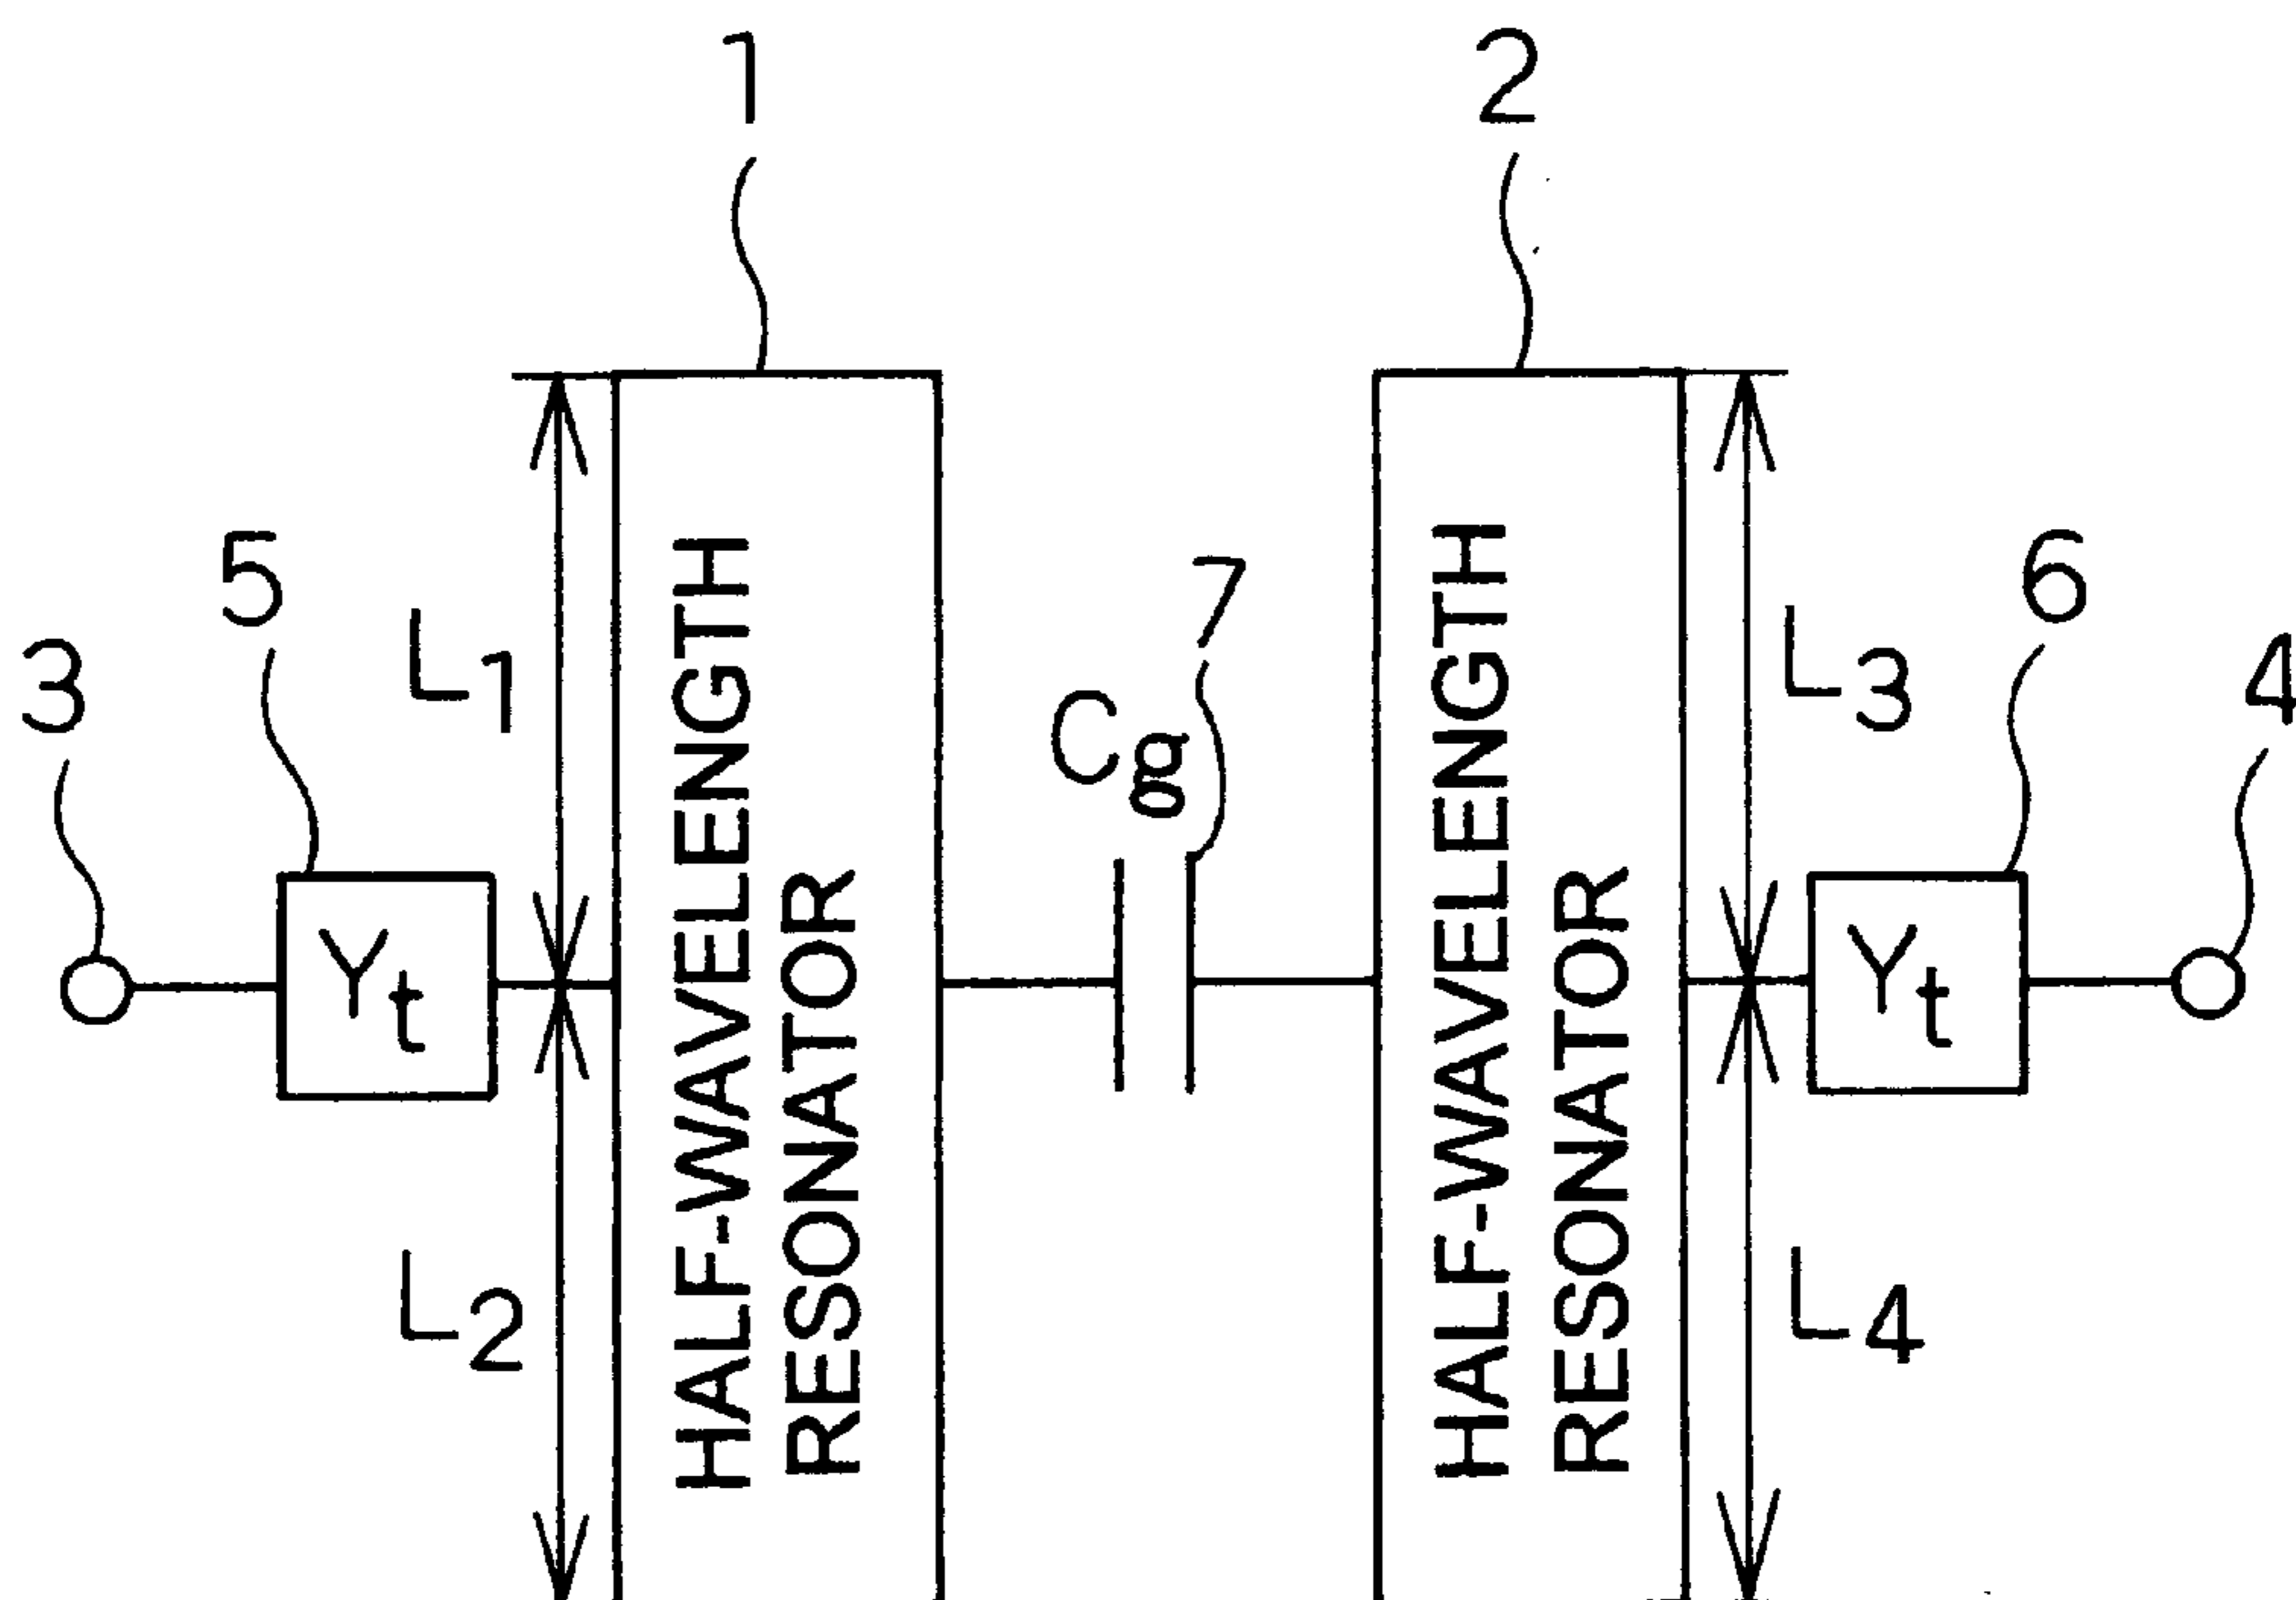 1
2
3
5
L1
7
Cg
L3
6
4
Yt
HALF-WAVELENGTH
RESONATOR
HALF-WAVELENGTH
RESONATOR
Yt
L2
L4